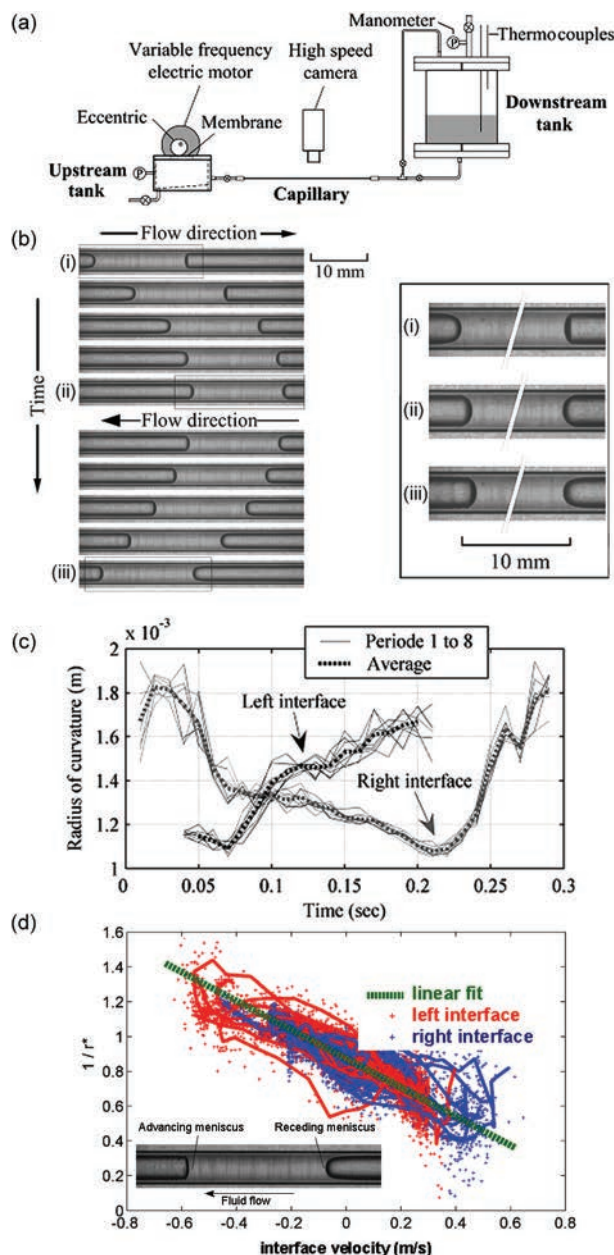 (a)
Manometer
Thermocouples
Variable frequency
electric motor
High speed
camera
P
Eccentric
Membrane
Downstream
tank
Upstream
tank
P
Capillary
(b)
Flow direction
(i)
10 mm
Time
(ii)
Flow direction
(iii)
(i)
(ii)
(iii)
10 mm
(c)
x 10⁻³
Periode 1 to 8
Average
2
1.8
1.6
1.4
1.2
1
Radius of curvature (m)
Left interface
Right interface
0 0.05 0.1 0.15 0.2 0.25 0.3
Time (sec)
(d)
1.6
1.4
1.2
1
0.8
0.6
0.4
0.2
0
1 / r*
linear fit
left interface
right interface
Advancing meniscus
Receding meniscus
Fluid flow
-0.8 -0.6 -0.4 -0.2 0 0.2 0.4 0.6 0.8
interface velocity (m/s)